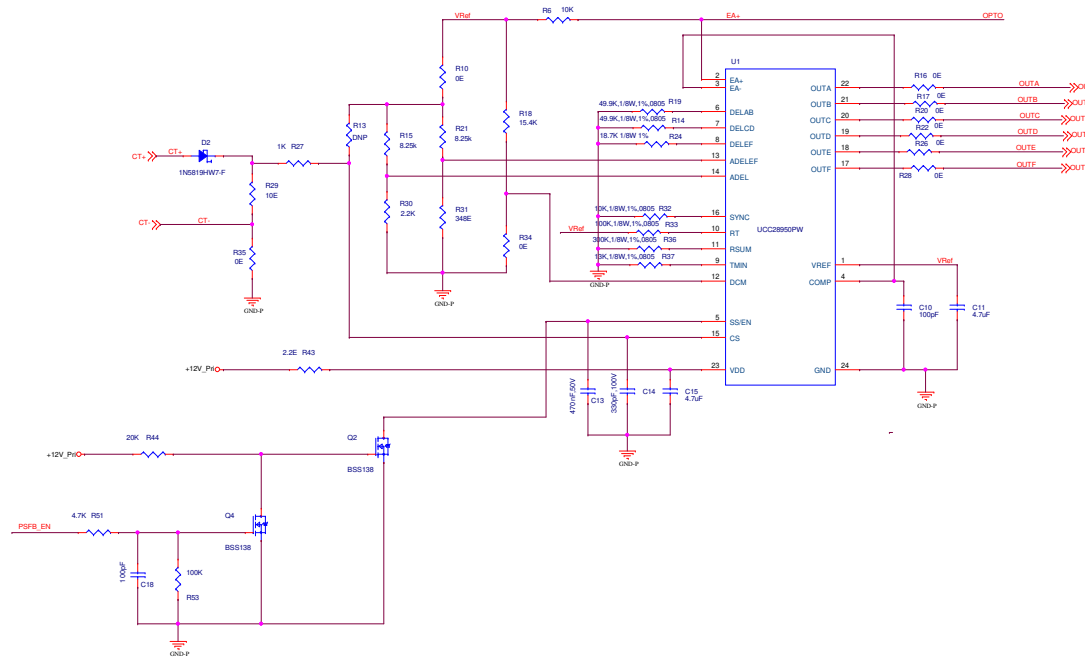 R6 10K
VRef
EA+
OPTO
U1
R10
0E
2 EA+
3 EA-
OUTA 22
R16 0E
OUTA
R19
49.9K,1/8W,1%,0805
OUTB 21
R17 0E
OUTB
6 DELAB
R18
15.4K
R14
49.9K,1/8W,1%,0805
OUTC 20
R20 0E
OUTC
7 DELCD
R13
DNP
R15
8.25k
R21
8.25k
R24
18.7K 1/8W 1%
OUTD 19
R22 0E
OUTD
8 DELEF
D2
1K R27
OUTE 18
R26
OUTE
CT+
CT+
13 ADELEF
OUTF 17
R28 0E
OUTF
1N5819HW7-F
14 ADEL
R29
10E
R30
2.2K
R31
348E
10K,1/8W,1%,0805 R32
16 SYNC
CT-
CT-
VRef
100K,1/8W,1%,0805 R33
10 RT
UCC28950PW
R34
0E
300K,1/8W,1%,0805 R36
11 RSUM
R35
0E
13K,1/8W,1%,0805 R37
9 TMIN
VREF 1
VRef
12 DCM
COMP 4
GND-P
GND-P
GND-P
C10
100pF
C11
4.7uF
5 SS/EN
15 CS
2.2E R43
+12V_Pri
23 VDD
GND 24
470nF,50V
C13
330pF,100V
C14
C15
4.7uF
GND-P
20K R44
Q2
+12V_Pri
BSS138
GND-P
4.7K R51
Q4
PSFB_EN
BSS138
100pF
C18
100K
R53
GND-P